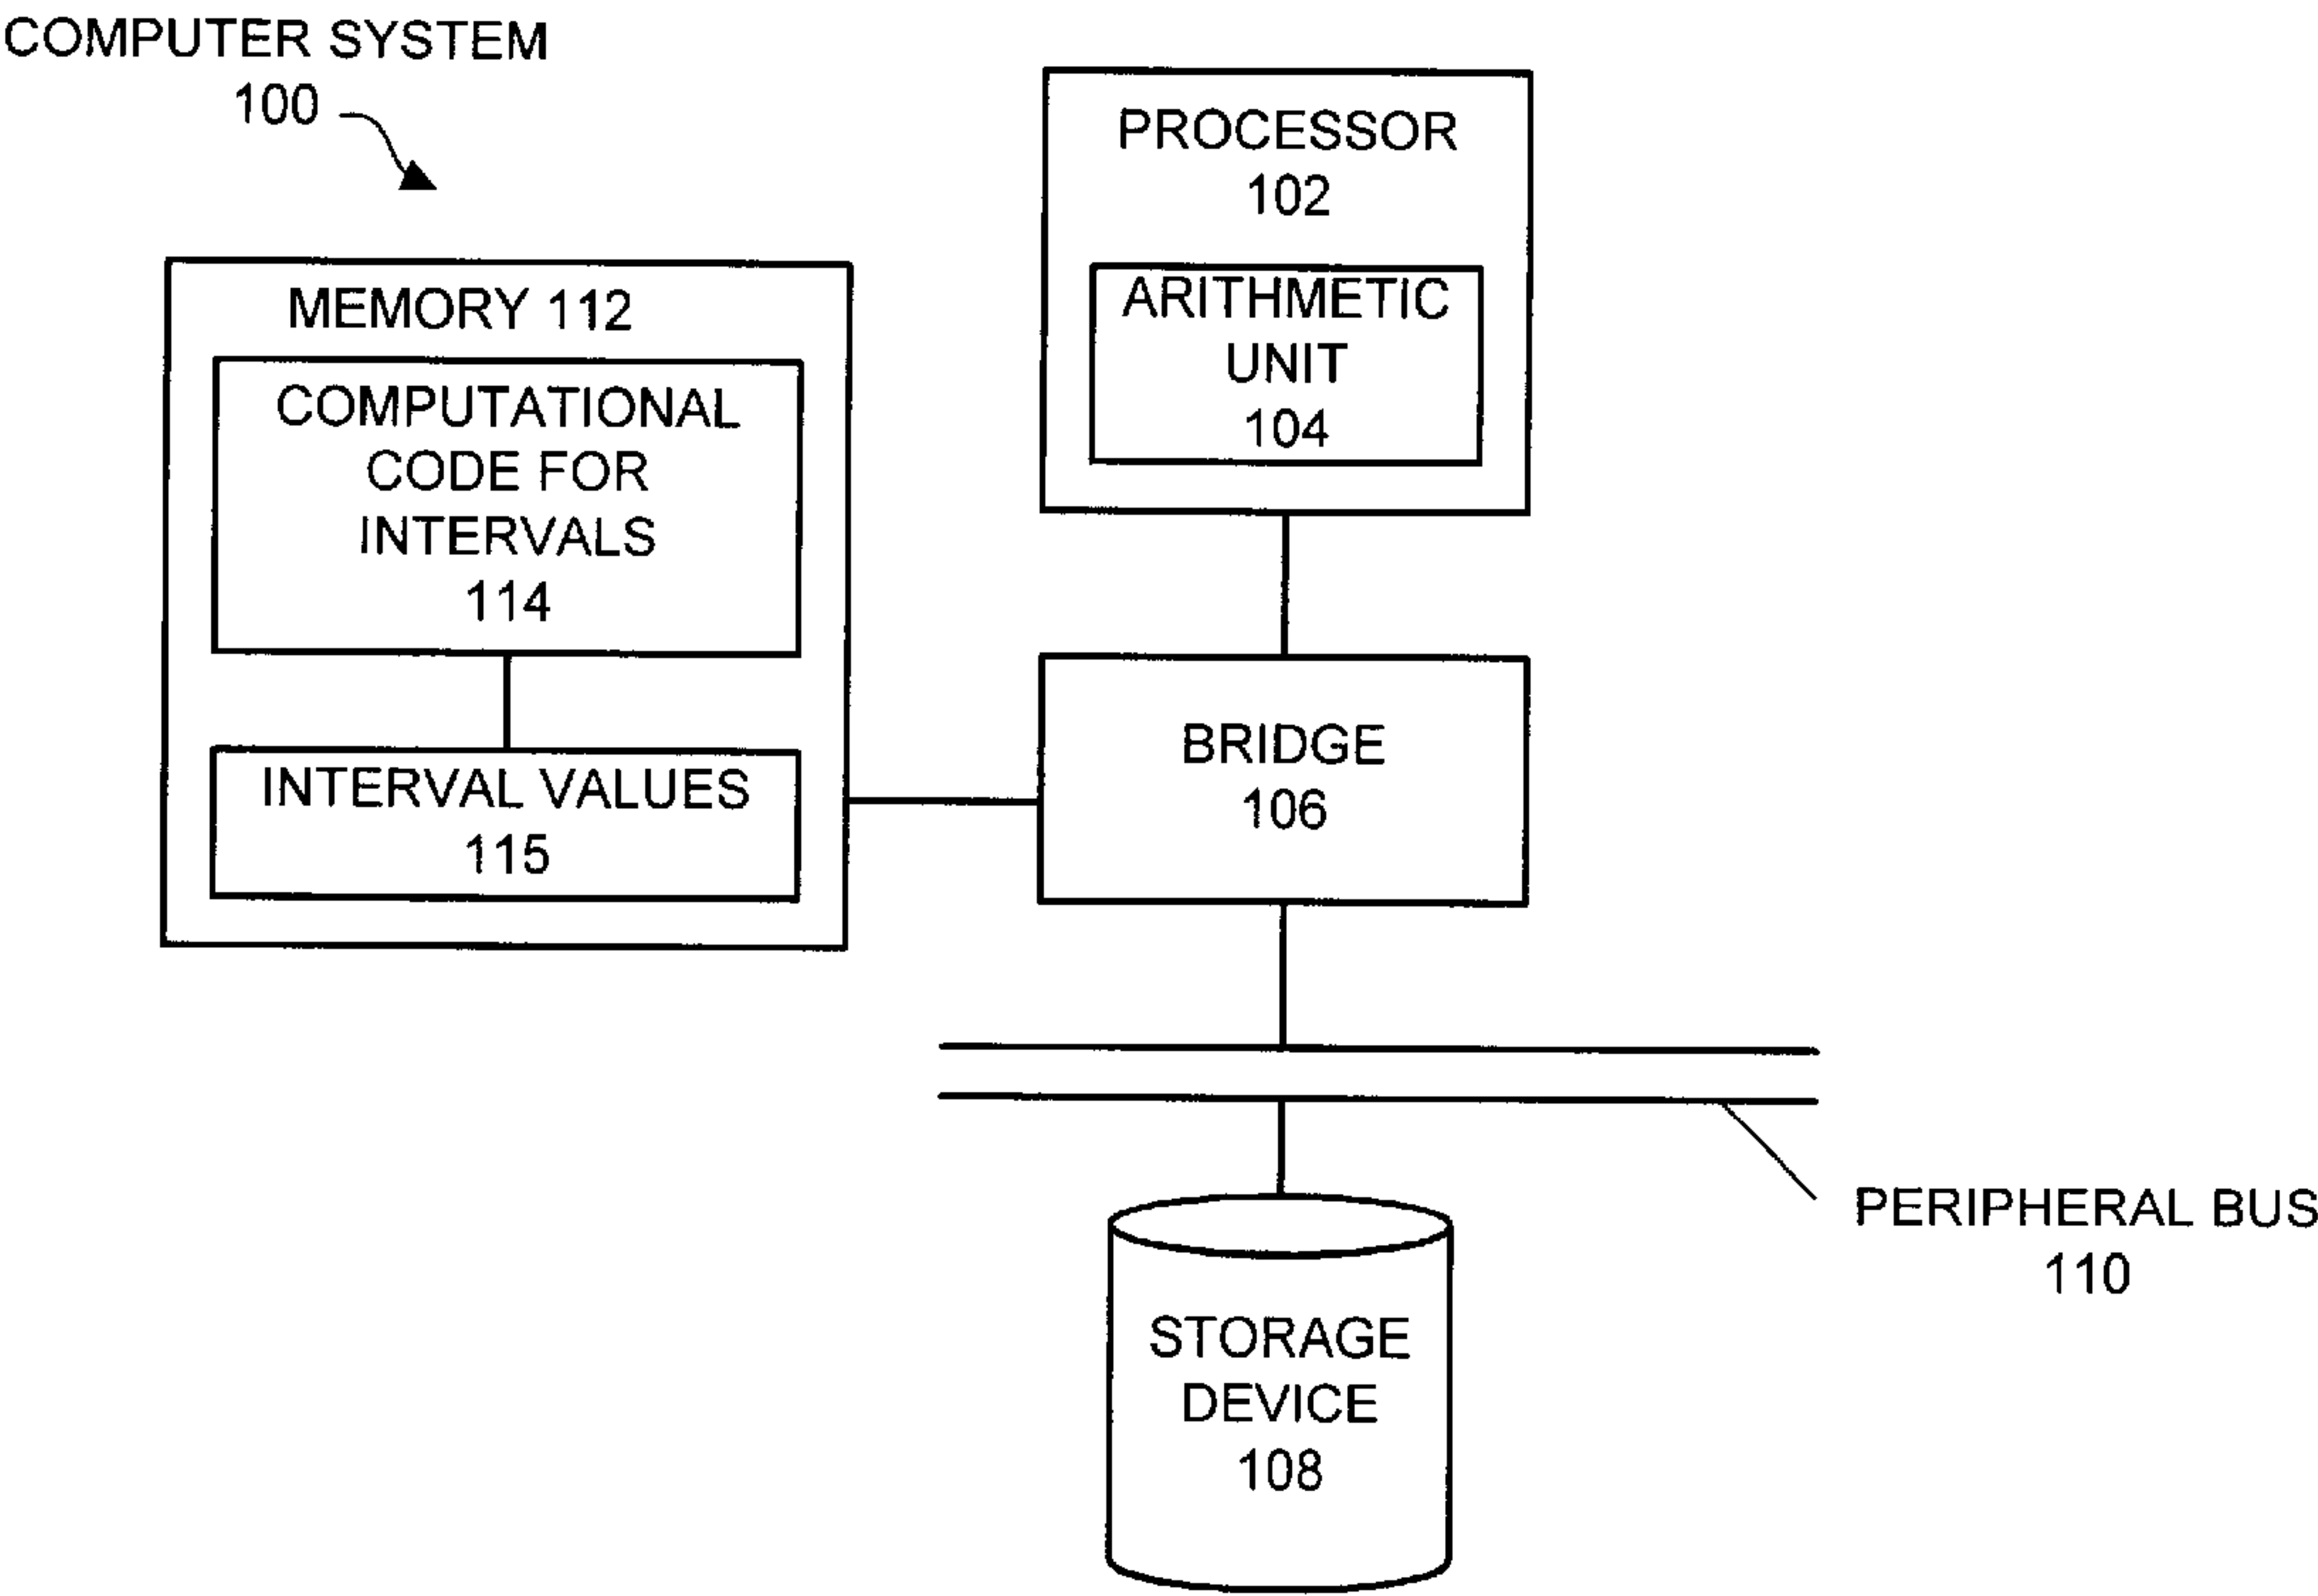 COMPUTER SYSTEM
100
PROCESSOR
102
ARITHMETIC
UNIT
104
MEMORY 112
COMPUTATIONAL
CODE FOR
INTERVALS
114
INTERVAL VALUES
115
BRIDGE
106
PERIPHERAL BUS
110
STORAGE
DEVICE
108